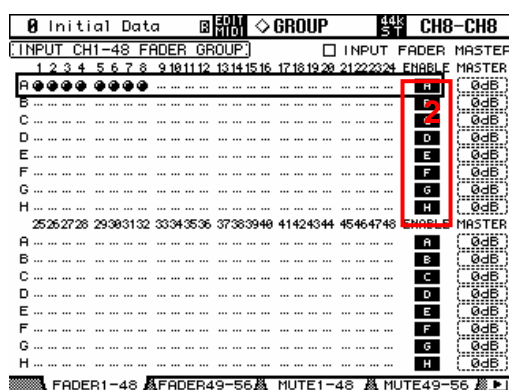 0 Initial Data EDIT MIDI GROUP 44k ST CH8-CH8
INPUT CH1-48 FADER GROUP INPUT FADER MASTER
1 2 3 4 5 6 7 8 9 10 11 12 13 14 15 16 17 18 19 20 21 22 23 24 ENABLE MASTER
A A 0dB
B 0dB
C 0dB
D D 0dB
E E 0dB
F F 0dB
G G 0dB
H H 0dB
2
25 26 27 28 29 30 31 32 33 34 35 36 37 38 39 40 41 42 43 44 45 46 47 48 ENABLE MASTER
A A 0dB
B B 0dB
C C 0dB
D D 0dB
E E 0dB
F F 0dB
G G 0dB
H H 0dB
FADER1-48 FADER49-56 MUTE1-48 MUTE49-56